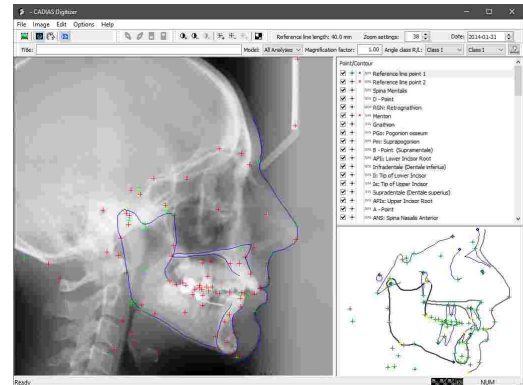 - CADIAS Digitizer
File Image Edit Options Help
Reference line length: 40.0 mm Zoom settings: 38 Date: 2014-01-31
Title: Model: All Analyses Magnification factor: 1.00 Angle class R/L: Class I Class I
Point/Contour
Reference line point 1
Reference line point 2
Spina Mentalis
D - Point
RGN: Retrognathion
Menton
Gnathion
PGo: Pogonion osseum
Pm: Suprapogonion
B - Point (Supramentale)
APi: Lower Incisor Root
Infradentale (Dentale inferius)
Ii: Tip of Lower Incisor
Is: Tip of Upper Incisor
Supradentale (Dentale superius)
APs: Upper Incisor Root
A - Point
ANS: Spina Nasalis Anterior
Ready NUM